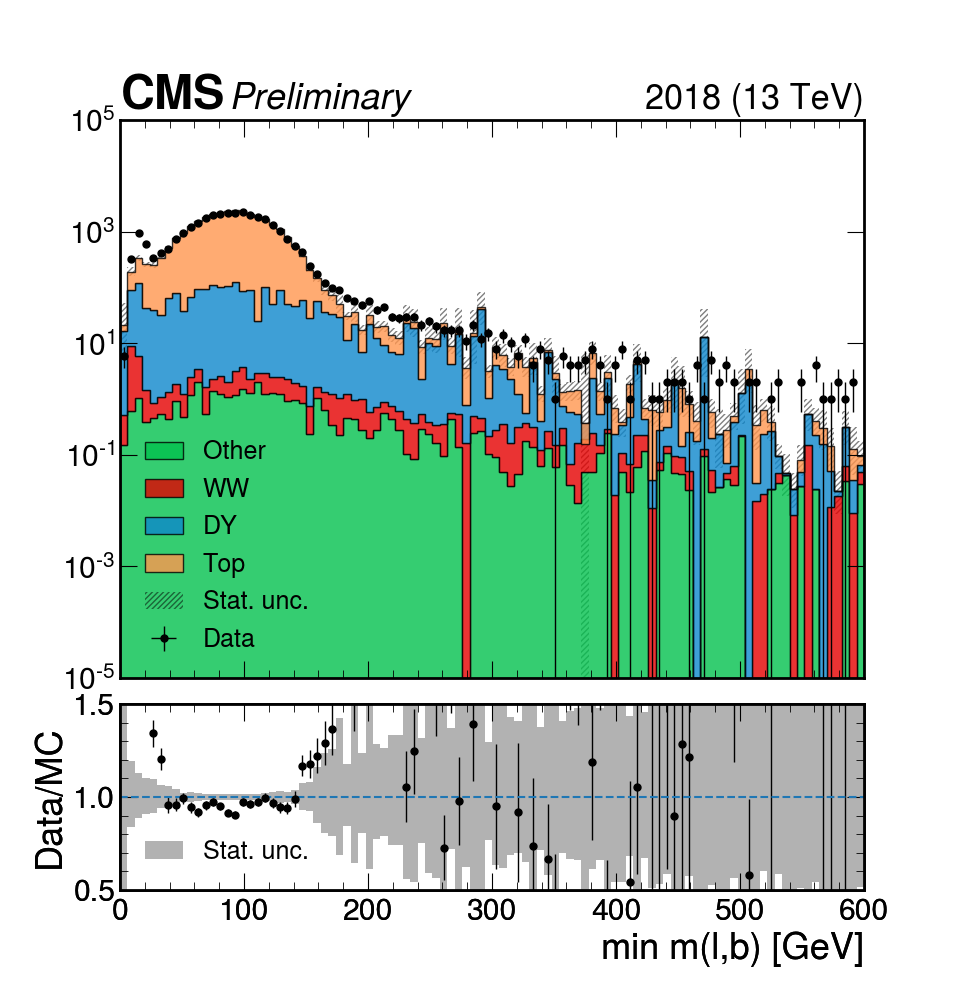 CMS Preliminary 2018 (13 TeV)
10^5
10^3
10^1
10^-1
10^-3
10^-5
Other
WW
DY
Top
Stat. unc.
Data
1.5
1.0
0.5
Data/MC
Stat. unc.
0 100 200 300 400 500 600
min m(l,b) [GeV]